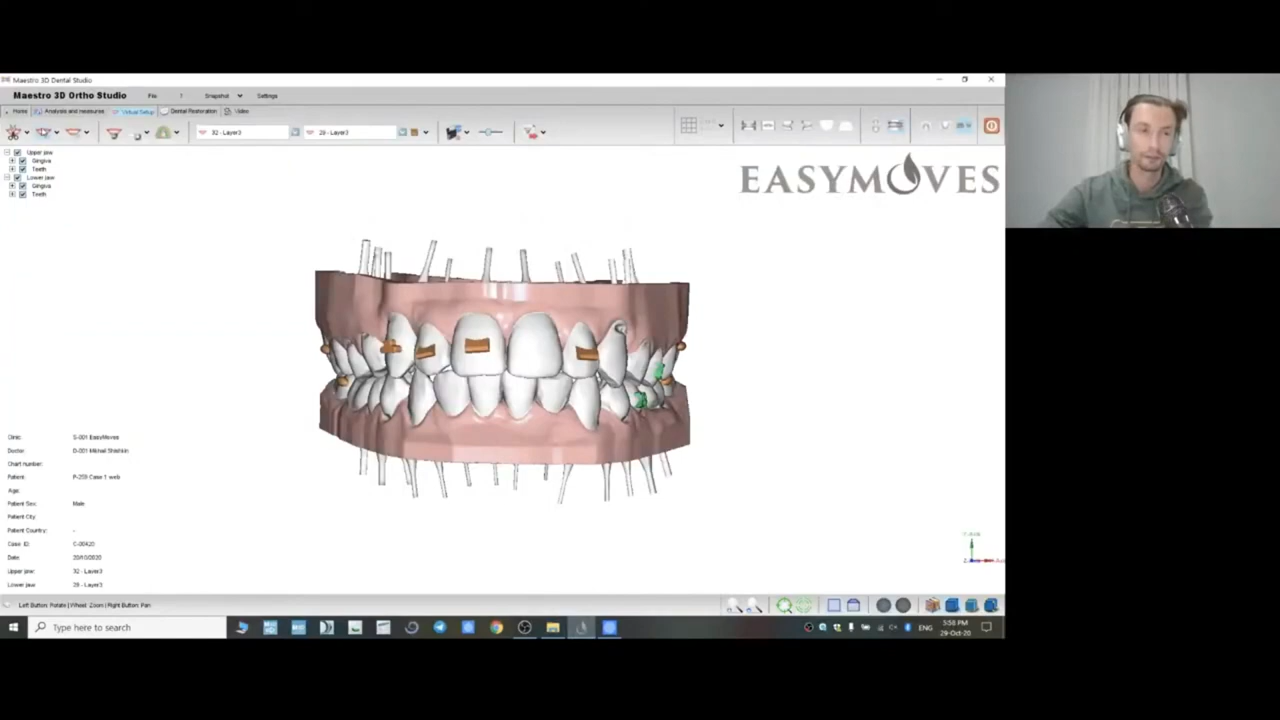 Maestro 3D Dental Studio
Maestro 3D Ortho Studio File ? Snapshot Settings
Home Analysis and measures Virtual Setup Dental Restoration Video
32 - Layer3 29 - Layer3
Upper jaw
Gingiva
Teeth
Lower jaw
Gingiva
Teeth
EASYMOVES
Clinic S-001 EasyMoves
Doctor D-001 Mikhail Shishkin
Chart number
Patient P-259 Case 1 web
Age
Patient Sex Male
Patient City
Patient Country -
Case ID C-00420
Date
Upper jaw 32 - Layer3
Lower jaw 29 - Layer3
Left Button: Rotate | Wheel: Zoom | Right Button: Pan
Type here to search
ENG
5:58 PM
29-Oct-20